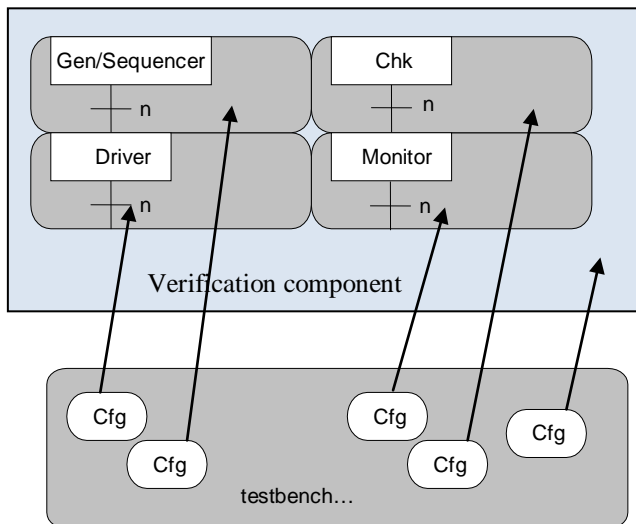 Gen/Sequencer
Chk
n
n
Driver
Monitor
n
n
Verification component
Cfg
Cfg
Cfg
Cfg
Cfg
testbench…